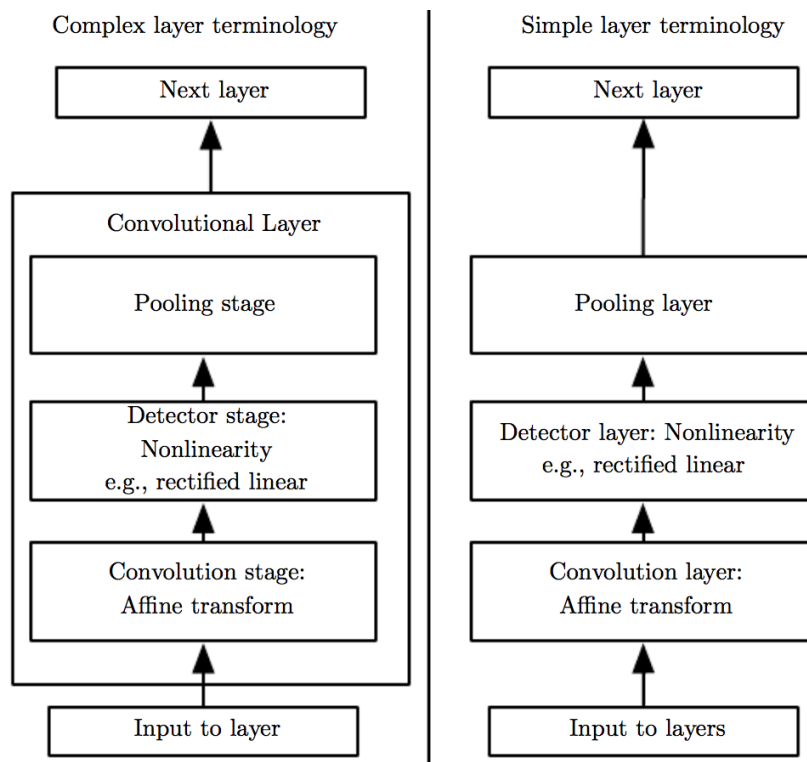 Complex layer terminology
Next layer
Convolutional Layer
Pooling stage
Detector stage:
Nonlinearity
e.g., rectified linear
Convolution stage:
Affine transform
Input to layer
Simple layer terminology
Next layer
Pooling layer
Detector layer: Nonlinearity
e.g., rectified linear
Convolution layer:
Affine transform
Input to layers